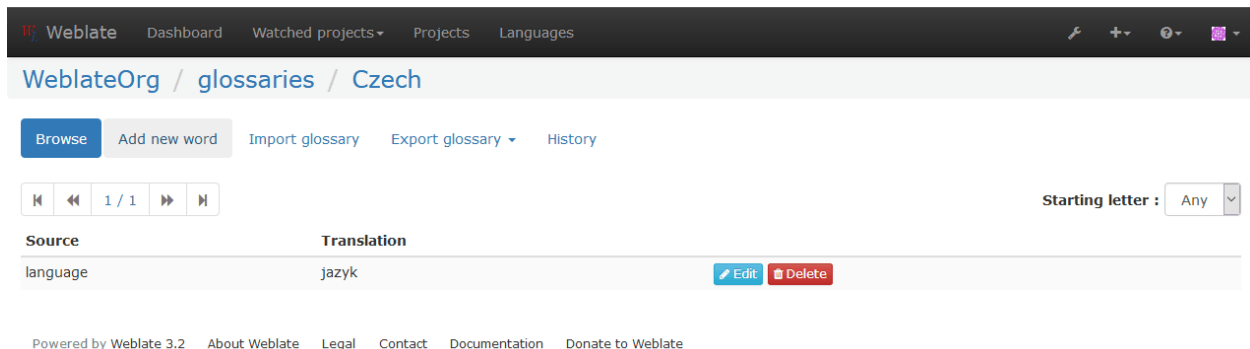 Weblate Dashboard Watched projects Projects Languages
WeblateOrg / glossaries / Czech
Browse Add new word Import glossary Export glossary History
1 / 1 Starting letter : Any
Source Translation
language jazyk Edit Delete
Powered by Weblate 3.2 About Weblate Legal Contact Documentation Donate to Weblate